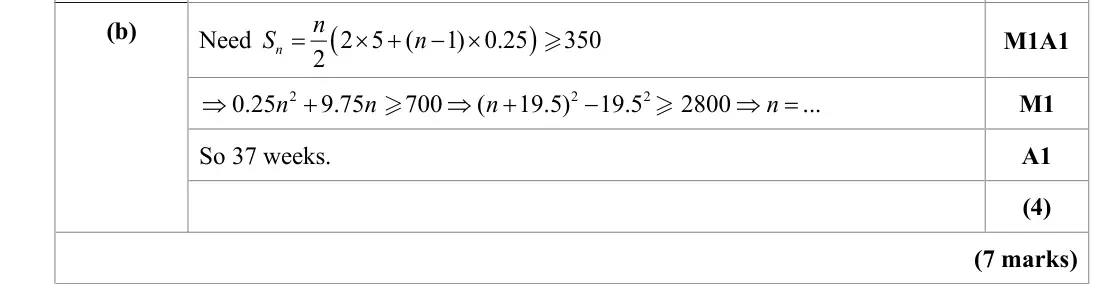 (b) Need Sₙ = n/2 (2×5+(n−1)×0.25) ⩾ 350 M1A1
⇒ 0.25n² + 9.75n ⩾ 700 ⇒ (n+19.5)² − 19.5² ⩾ 2800 ⇒ n = ... M1
So 37 weeks. A1
(4)
(7 marks)